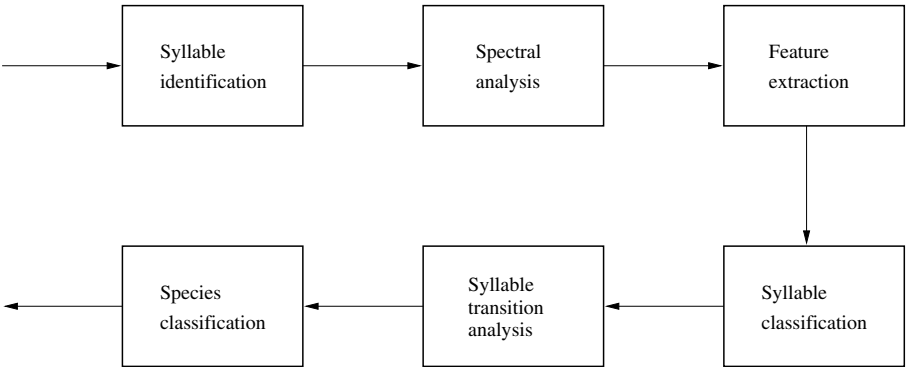 Syllable
identification
Spectral
analysis
Feature
extraction
Species
classification
Syllable
transition
analysis
Syllable
classification